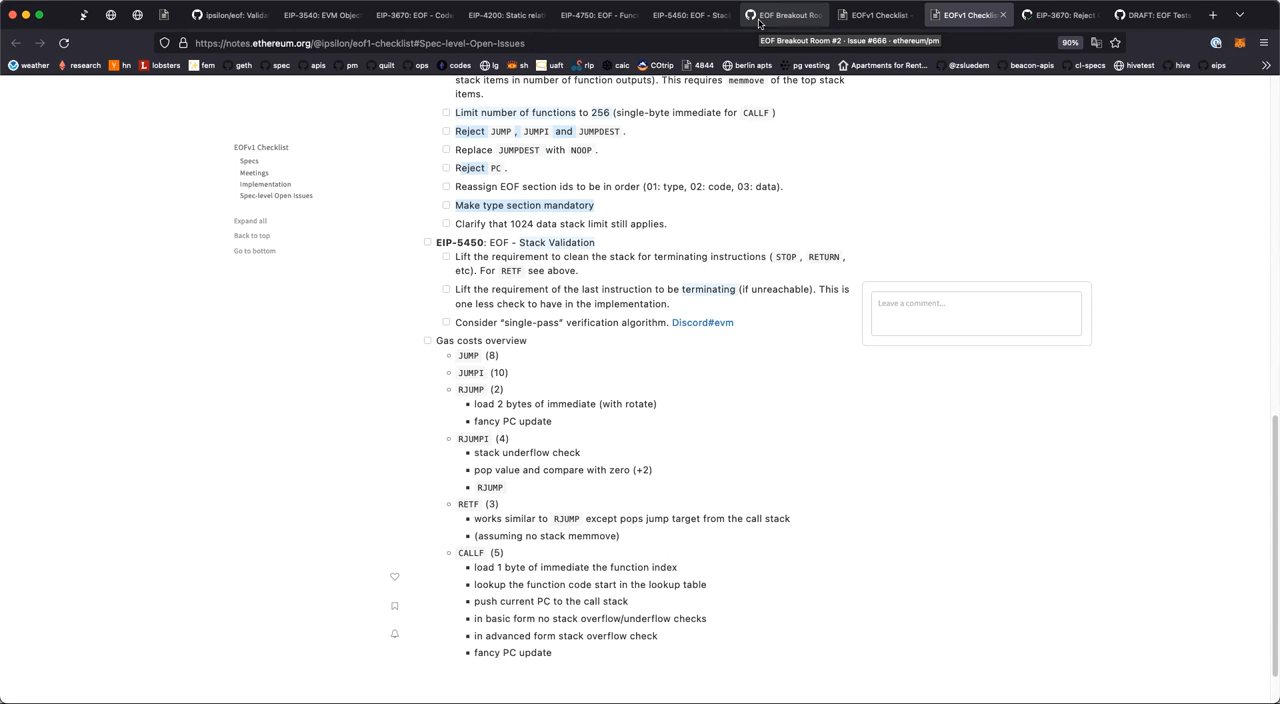 ipsilon/eof: Valida
EIP-3540: EVM Objec
EIP-3670: EOF - Cod
EIP-4200: Static relati
EIP-4750: EOF - Func
EIP-5450: EOF - Stac
EOF Breakout Ro
EOFv1 Checklist -
EOFv1 Checklis
EIP-3670: Reject
DRAFT: EOF Tests
https://notes.ethereum.org/@ipsilon/eof1-checklist#Spec-level-Open-Issues
EOF Breakout Room #2 · Issue #666 · ethereum/pm
90%
weather research hn lobsters fem geth spec apis pm quilt ops codes lg sh uaft rlp caic COtrip 4844 berlin apts pg vesting Apartments for Rent... @zsluedem beacon-apis cl-specs hivetest hive eips
stack items in number of function outputs). This requires memmove of the top stack
items.
Limit number of functions to 256 (single-byte immediate for CALLF )
Reject JUMP , JUMPI and JUMPDEST .
Replace JUMPDEST with NOOP .
Reject PC .
Reassign EOF section ids to be in order (01: type, 02: code, 03: data).
Make type section mandatory
Clarify that 1024 data stack limit still applies.
EIP-5450: EOF - Stack Validation
Lift the requirement to clean the stack for terminating instructions ( STOP , RETURN ,
etc). For RETF see above.
Lift the requirement of the last instruction to be terminating (if unreachable). This is
one less check to have in the implementation.
Consider “single-pass” verification algorithm. Discord#evm
Gas costs overview
JUMP (8)
JUMPI (10)
RJUMP (2)
load 2 bytes of immediate (with rotate)
fancy PC update
RJUMPI (4)
stack underflow check
pop value and compare with zero (+2)
RJUMP
RETF (3)
works similar to RJUMP except pops jump target from the call stack
(assuming no stack memmove)
CALLF (5)
load 1 byte of immediate the function index
lookup the function code start in the lookup table
push current PC to the call stack
in basic form no stack overflow/underflow checks
in advanced form stack overflow check
fancy PC update
EOFv1 Checklist
Specs
Meetings
Implementation
Spec-level Open Issues
Expand all
Back to top
Go to bottom
Leave a comment...